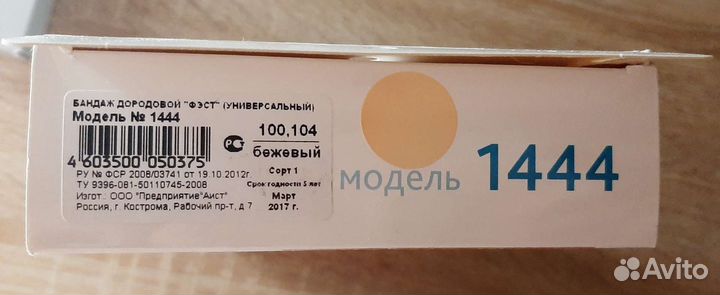 БАНДАЖ ДОРОДОВОЙ "ФЭСТ" (УНИВЕРСАЛЬНЫЙ)
Модель № 1444
100,104
бежевый
4 603500 050375
Сорт 1
РУ № ФСР 2008/03741 от 19.10.2012г.
Срок годности 5 лет
ТУ 9396-081-50110745-2008
Март
2017 г.
Изгот.: ООО "Предприятие"Аист"
Россия, г. Кострома, Рабочий пр-т, д.7
модель 1444
Avito